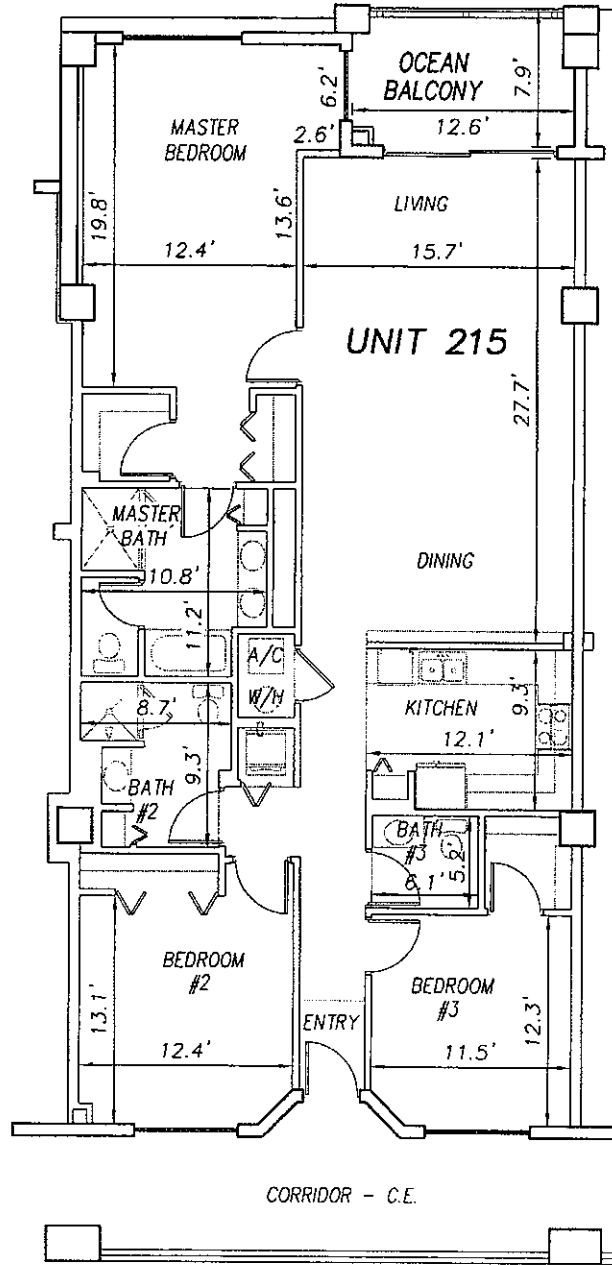 OCEAN
BALCONY
7.9'
6.2'
12.6'
2.6'
MASTER
BEDROOM
19.8'
13.6'
12.4'
LIVING
15.7'
UNIT 215
27.7'
MASTER
BATH
10.8'
11.2'
DINING
A/C
W/H
KITCHEN
9.3'
12.1'
8.7'
9.3'
BATH
#2
BATH
#3
5.2'
6.1'
BEDROOM
#2
13.1'
12.4'
ENTRY
BEDROOM
#3
12.3'
11.5'
CORRIDOR - C.E.